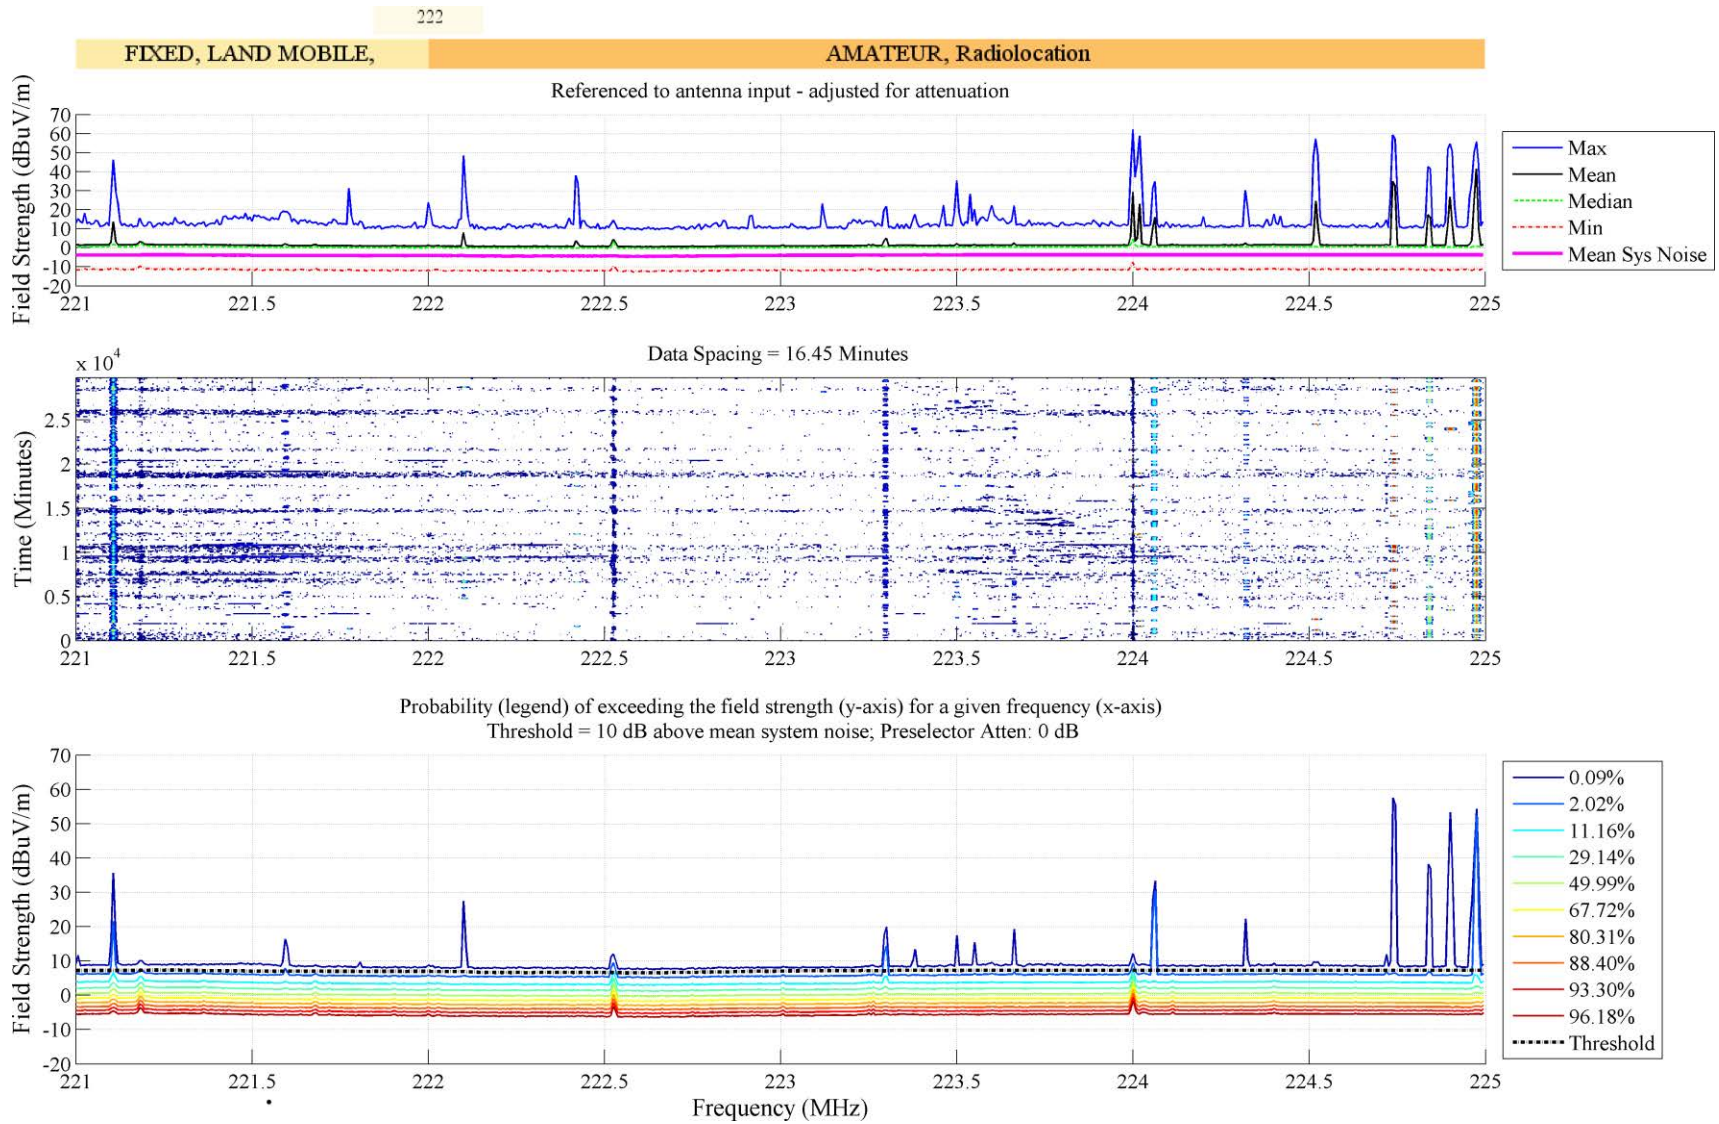 222
FIXED, LAND MOBILE, AMATEUR, Radiolocation
Referenced to antenna input - adjusted for attenuation
Field Strength (dBuV/m)
70
60
50
40
30
20
10
0
-10
-20
221 221.5 222 222.5 223 223.5 224 224.5 225
Max
Mean
Median
Min
Mean Sys Noise
Data Spacing = 16.45 Minutes
x 10^4
Time (Minutes)
2.5
2
1.5
1
0.5
0
221 221.5 222 222.5 223 223.5 224 224.5 225
Probability (legend) of exceeding the field strength (y-axis) for a given frequency (x-axis)
Threshold = 10 dB above mean system noise; Preselector Atten: 0 dB
Field Strength (dBuV/m)
70
60
50
40
30
20
10
0
-10
-20
221 221.5 222 222.5 223 223.5 224 224.5 225
Frequency (MHz)
0.09%
2.02%
11.16%
29.14%
49.99%
67.72%
80.31%
88.40%
93.30%
96.18%
Threshold